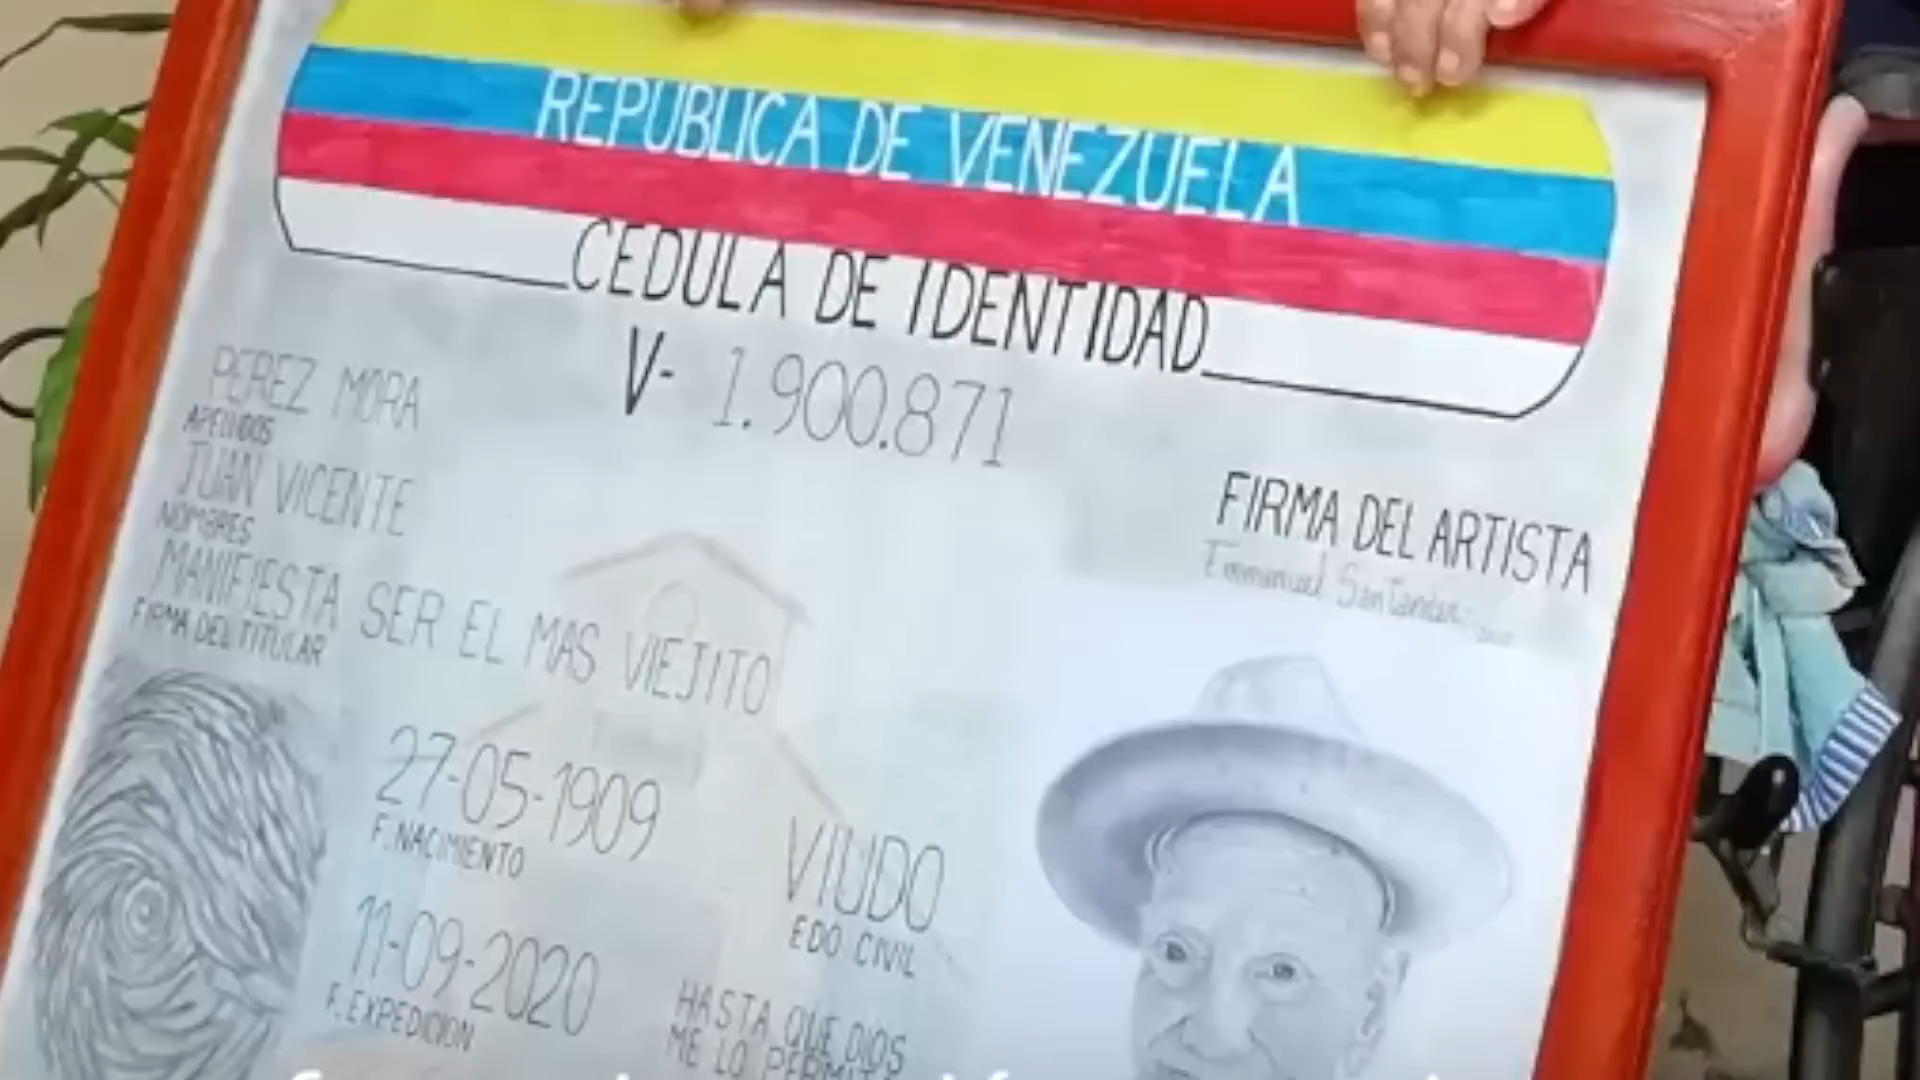 REPÚBLICA DE VENEZUELA
CEDULA DE IDENTIDAD
V- 1.900.871
PEREZ MORA
APELLIDOS
JUAN VICENTE
NOMBRES
MANIFIESTA SER EL MAS VIEJITO
FIRMA DEL TITULAR
FIRMA DEL ARTISTA
Emmanuel Santander
27-05-1909
F. NACIMIENTO
VIUDO
EDO CIVIL
11-09-2020
F. EXPEDICION
HASTA QUE DIOS
ME LO PERMITA